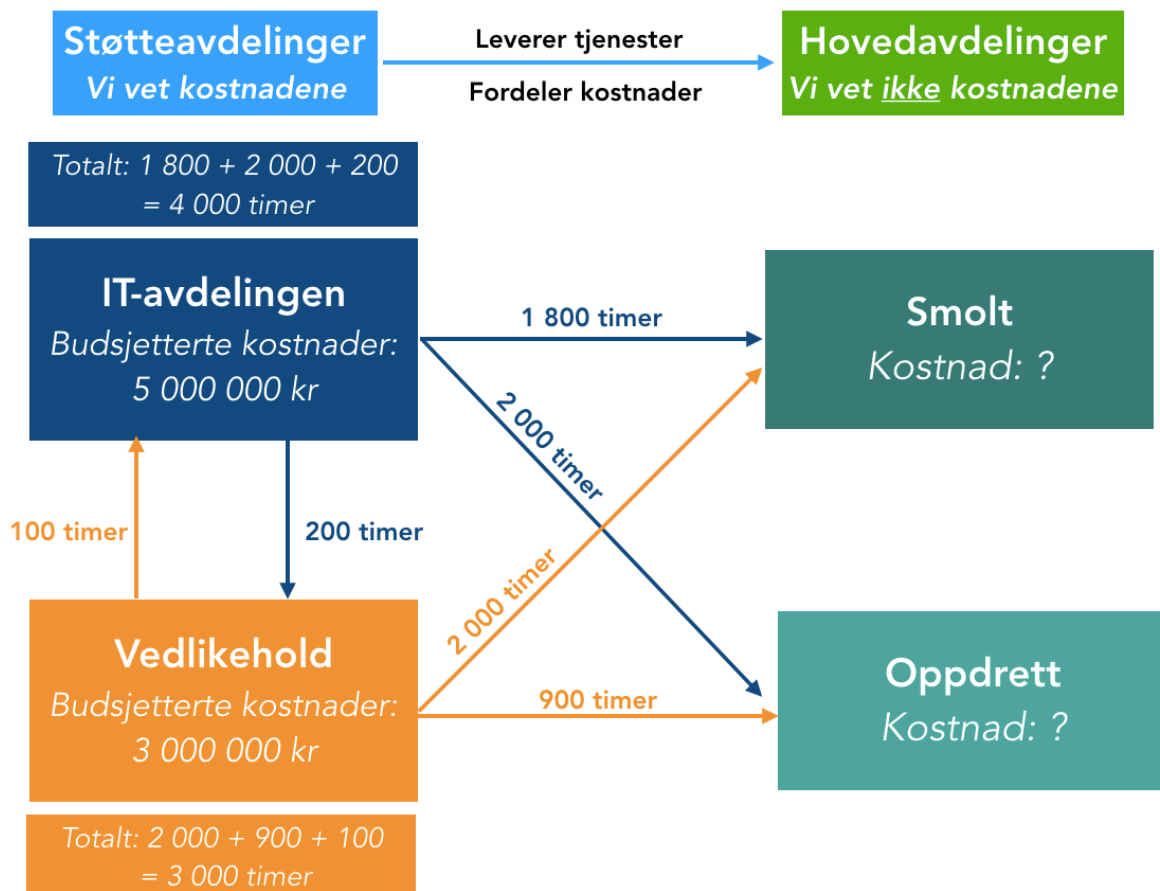 Støtteavdelinger
Vi vet kostnadene
Leverer tjenester
Fordeler kostnader
Hovedavdelinger
Vi vet ikke kostnadene
Totalt: 1 800 + 2 000 + 200
= 4 000 timer
IT-avdelingen
Budsjetterte kostnader:
5 000 000 kr
1 800 timer
Smolt
Kostnad: ?
2 000 timer
100 timer
200 timer
2 000 timer
Vedlikehold
Budsjetterte kostnader:
3 000 000 kr
900 timer
Oppdrett
Kostnad: ?
Totalt: 2 000 + 900 + 100
= 3 000 timer